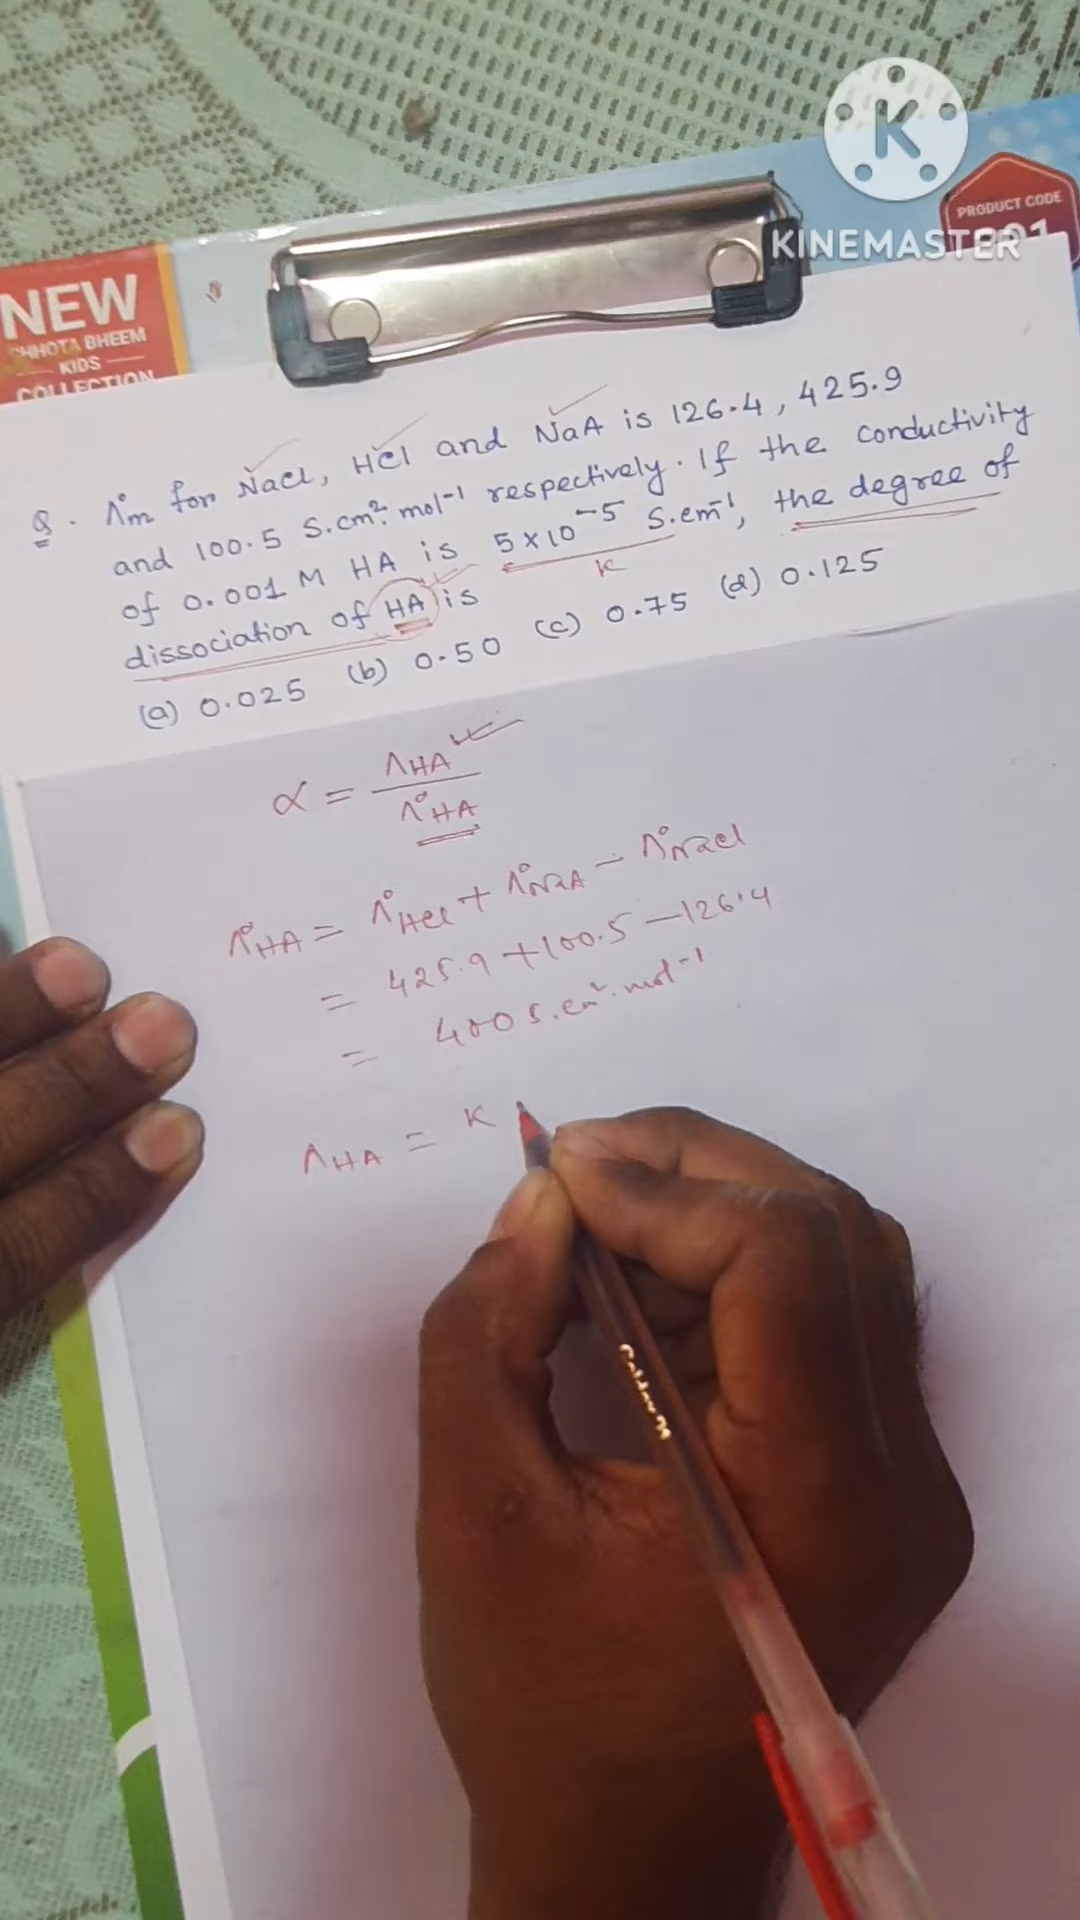 K
KINEMASTER
PRODUCT CODE
NEW
CHHOTA BHEEM
KIDS
COLLECTION
Q. Λ°m for NaCl, HCl and NaA is 126.4, 425.9
and 100.5 S.cm². mol⁻¹ respectively. If the conductivity
of 0.001 M HA is 5×10⁻⁵ S.cm⁻¹, the degree of
K
dissociation of HA is
(a) 0.025 (b) 0.50 (c) 0.75 (d) 0.125
α = ΛHA / Λ°HA
Λ°HA = Λ°HCl + Λ°NaA − Λ°NaCl
= 425.9 + 100.5 − 126.4
= 400 S.cm².mol⁻¹
ΛHA = K